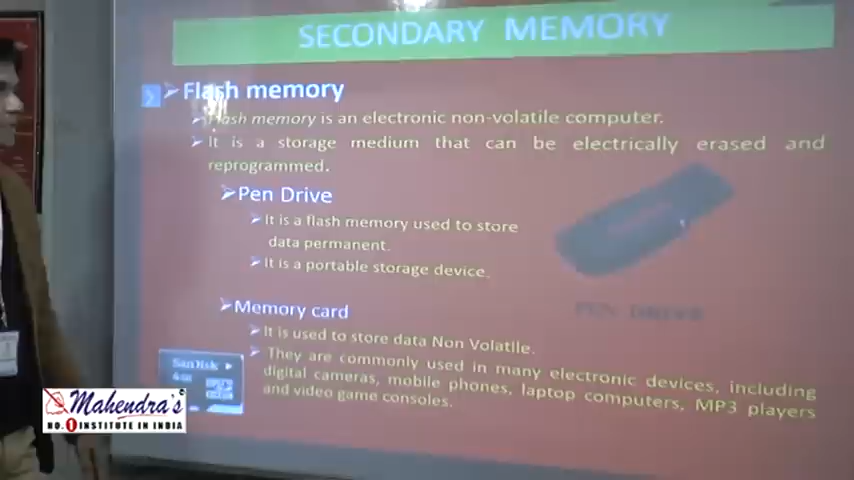 SECONDARY MEMORY
Flash memory
Flash memory is an electronic non-volatile computer.
It is a storage medium that can be electrically erased and
reprogrammed.
Pen Drive
It is a flash memory used to store
data permanent.
It is a portable storage device.
PEN DRIVE
Memory card
It is used to store data Non Volatile.
They are commonly used in many electronic devices, including
digital cameras, mobile phones, laptop computers, MP3 players
and video game consoles.
SanDisk
Mahendra's
NO.1 INSTITUTE IN INDIA